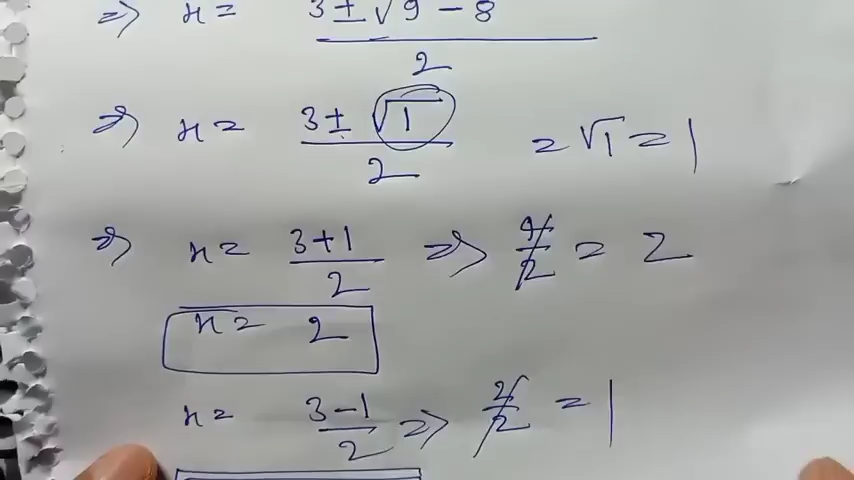 ⇒ x = (3 ± √9 - 8)/2
⇒ x = (3 ± √1)/2 = √1 = 1
⇒ x = (3+1)/2 ⇒ 4/2 = 2
x = 2
x = (3-1)/2 ⇒ 2/2 = 1